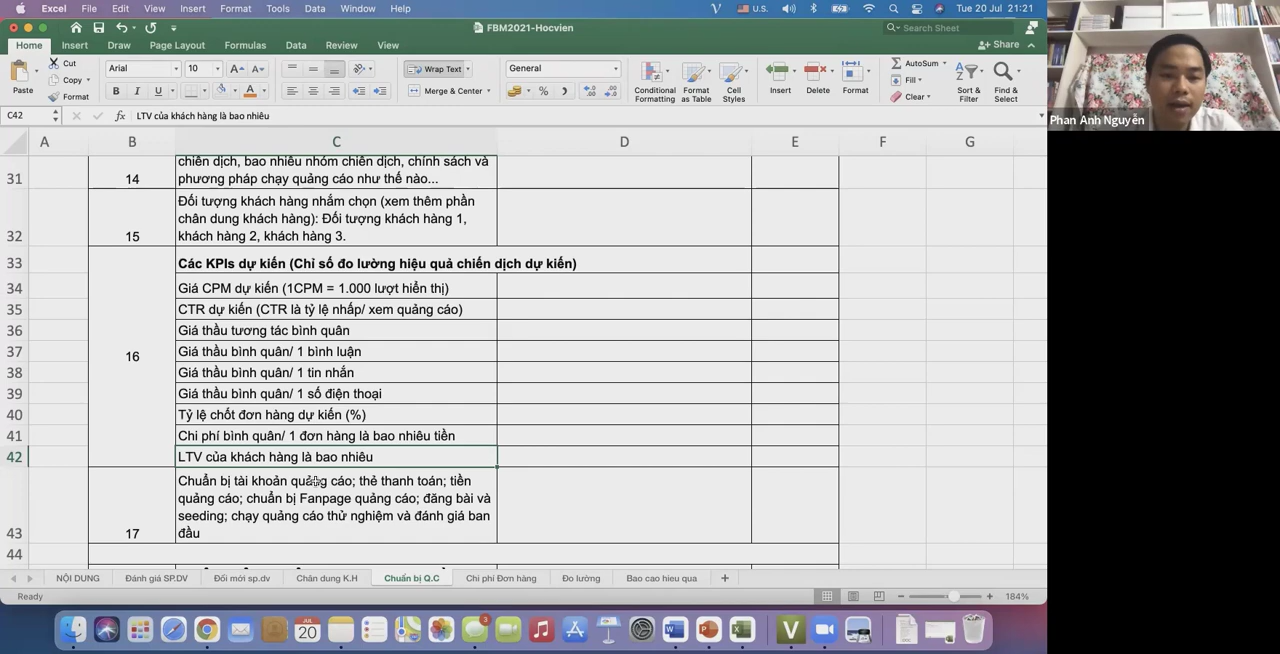 Excel File Edit View Insert Format Tools Data Window Help
U.S. Tue 20 Jul 21:21
FBM2021-Hocvien
Search Sheet
Home Insert Draw Page Layout Formulas Data Review View
Share
Paste
Cut
Copy
Format
Arial 10
B I U
Wrap Text
Merge & Center
General
Conditional Formatting
Format as Table
Cell Styles
Insert
Delete
Format
AutoSum
Fill
Clear
Sort & Filter
Find & Select
C42 fx LTV của khách hàng là bao nhiêu
A B C D E F G
chiến dịch, bao nhiêu nhóm chiến dịch, chính sách và
31 14 phương pháp chạy quảng cáo như thế nào...
Đối tượng khách hàng nhắm chọn (xem thêm phần
chân dung khách hàng): Đối tượng khách hàng 1,
32 15 khách hàng 2, khách hàng 3.
33 Các KPIs dự kiến (Chỉ số đo lường hiệu quả chiến dịch dự kiến)
34 Giá CPM dự kiến (1CPM = 1.000 lượt hiển thị)
35 CTR dự kiến (CTR là tỷ lệ nhấp/ xem quảng cáo)
36 Giá thầu tương tác bình quân
37 16 Giá thầu bình quân/ 1 bình luận
38 Giá thầu bình quân/ 1 tin nhắn
39 Giá thầu bình quân/ 1 số điện thoại
40 Tỷ lệ chốt đơn hàng dự kiến (%)
41 Chi phí bình quân/ 1 đơn hàng là bao nhiêu tiền
42 LTV của khách hàng là bao nhiêu
Chuẩn bị tài khoản quảng cáo; thẻ thanh toán; tiền
quảng cáo; chuẩn bị Fanpage quảng cáo; đăng bài và
seeding; chạy quảng cáo thử nghiệm và đánh giá ban
43 17 đầu
44
NỘI DUNG Đánh giá SP.DV Đổi mới sp.dv Chân dung K.H Chuẩn bị Q.C Chi phí Đơn hàng Đo lường Bao cao hieu qua
Ready 184%
Phan Anh Nguyễn
JUL
20
3